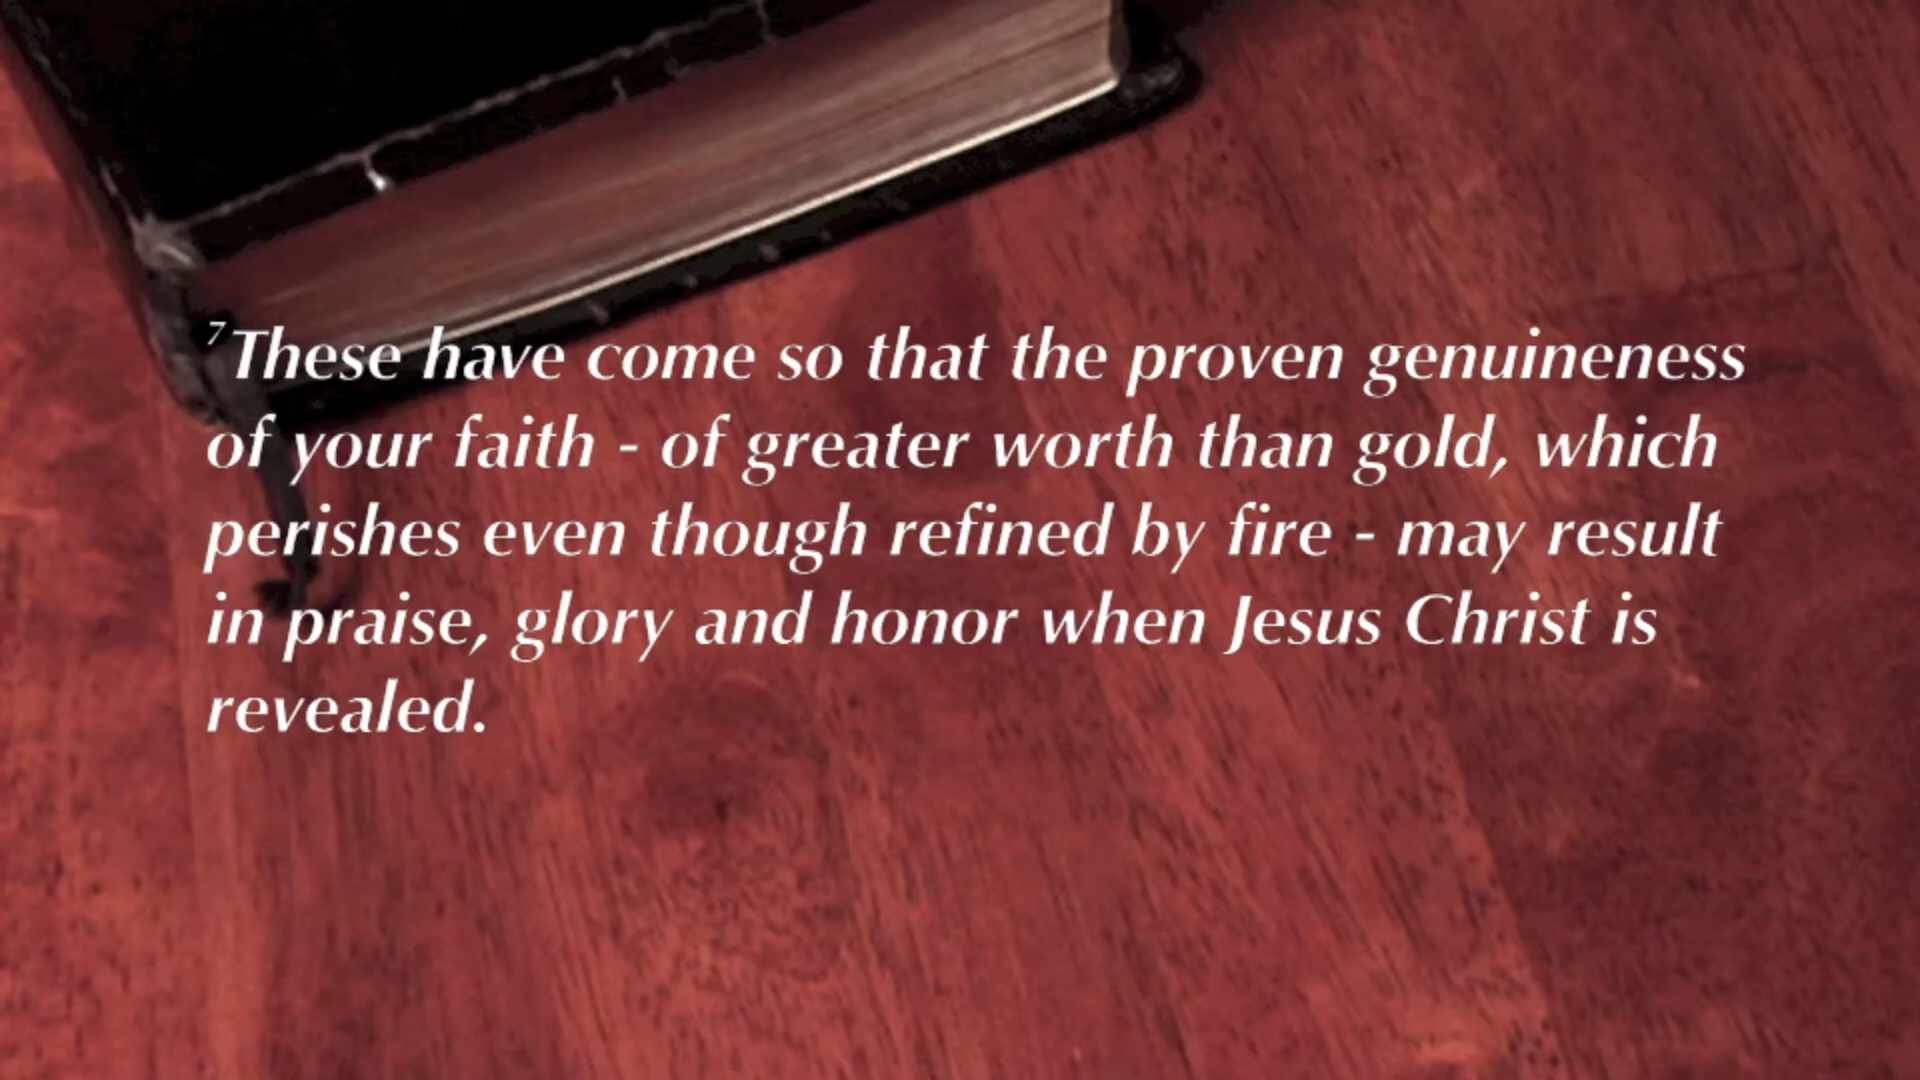 ⁷These have come so that the proven genuineness
of your faith - of greater worth than gold, which
perishes even though refined by fire - may result
in praise, glory and honor when Jesus Christ is
revealed.